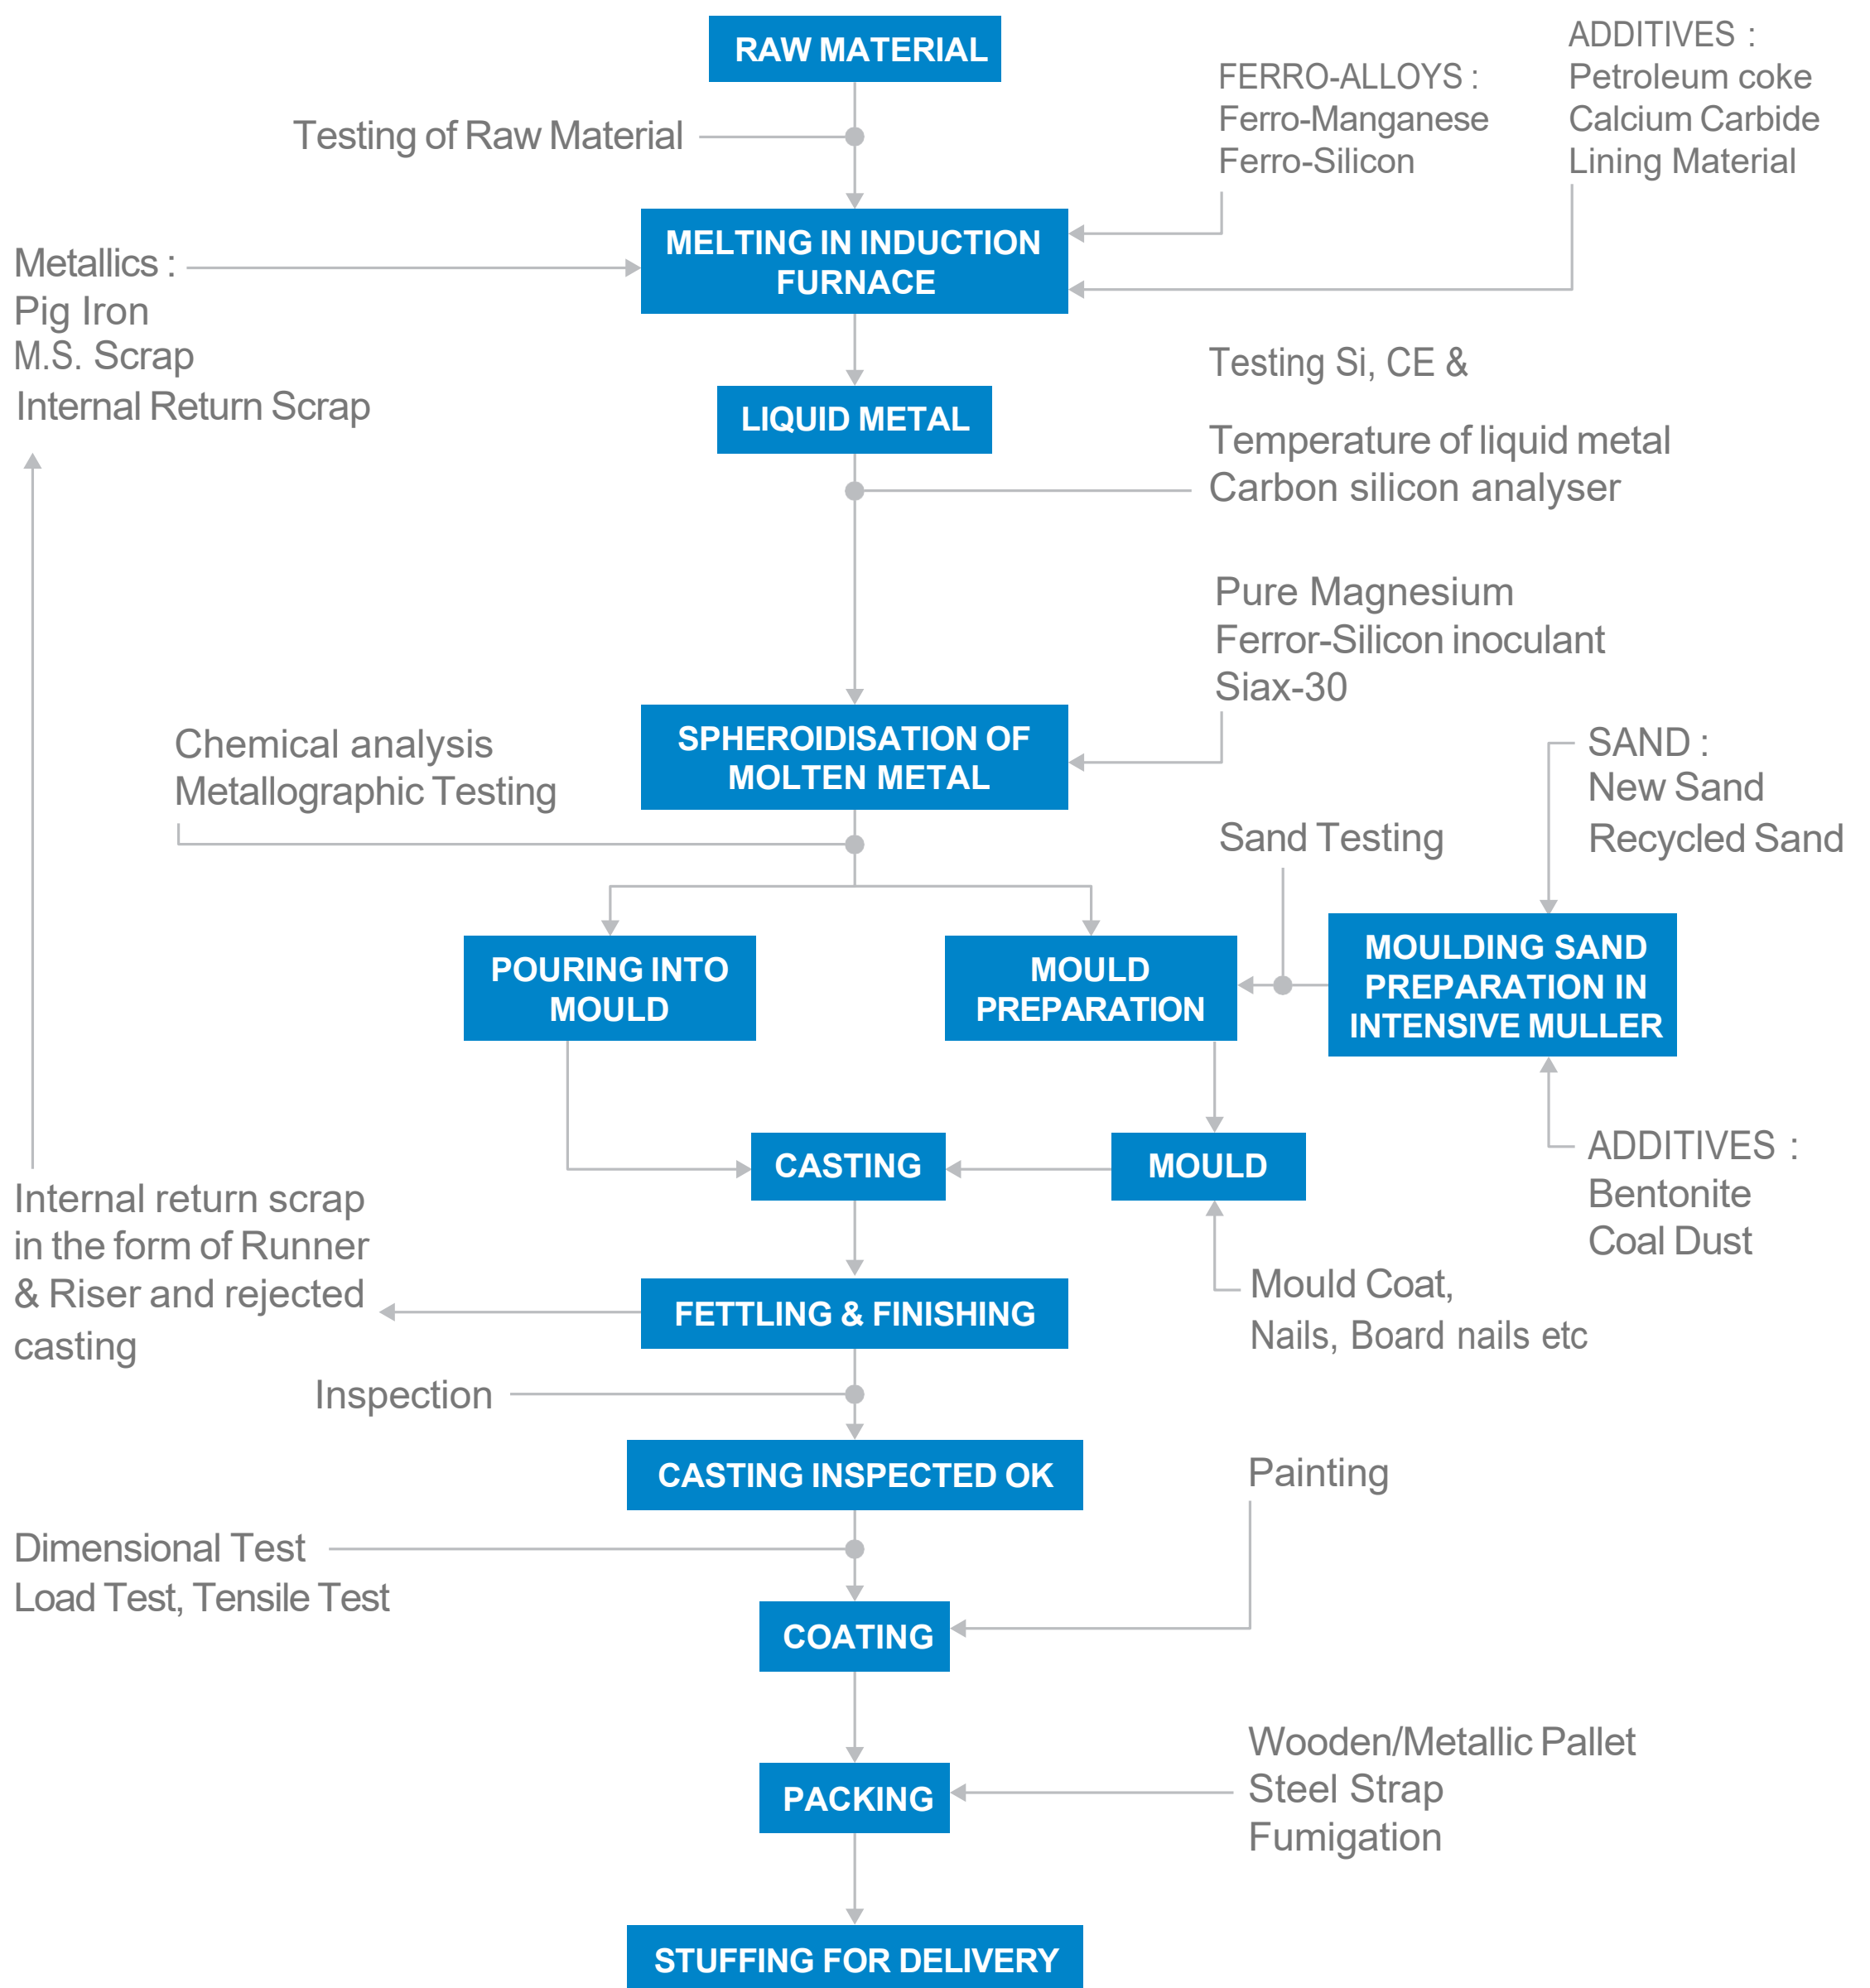 RAW MATERIAL
ADDITIVES :
Petroleum coke
Calcium Carbide
Lining Material
FERRO-ALLOYS :
Ferro-Manganese
Ferro-Silicon
Testing of Raw Material
MELTING IN INDUCTION
FURNACE
Metallics :
Pig Iron
M.S. Scrap
Internal Return Scrap
LIQUID METAL
Testing Si, CE &
Temperature of liquid metal
Carbon silicon analyser
Pure Magnesium
Ferror-Silicon inoculant
Siax-30
SPHEROIDISATION OF
MOLTEN METAL
Chemical analysis
Metallographic Testing
SAND :
New Sand
Recycled Sand
Sand Testing
POURING INTO
MOULD
MOULD
PREPARATION
MOULDING SAND
PREPARATION IN
INTENSIVE MULLER
CASTING
MOULD
ADDITIVES :
Bentonite
Coal Dust
Internal return scrap
in the form of Runner
& Riser and rejected
casting
FETTLING & FINISHING
Mould Coat,
Nails, Board nails etc
Inspection
CASTING INSPECTED OK
Painting
Dimensional Test
Load Test, Tensile Test
COATING
PACKING
Wooden/Metallic Pallet
Steel Strap
Fumigation
STUFFING FOR DELIVERY